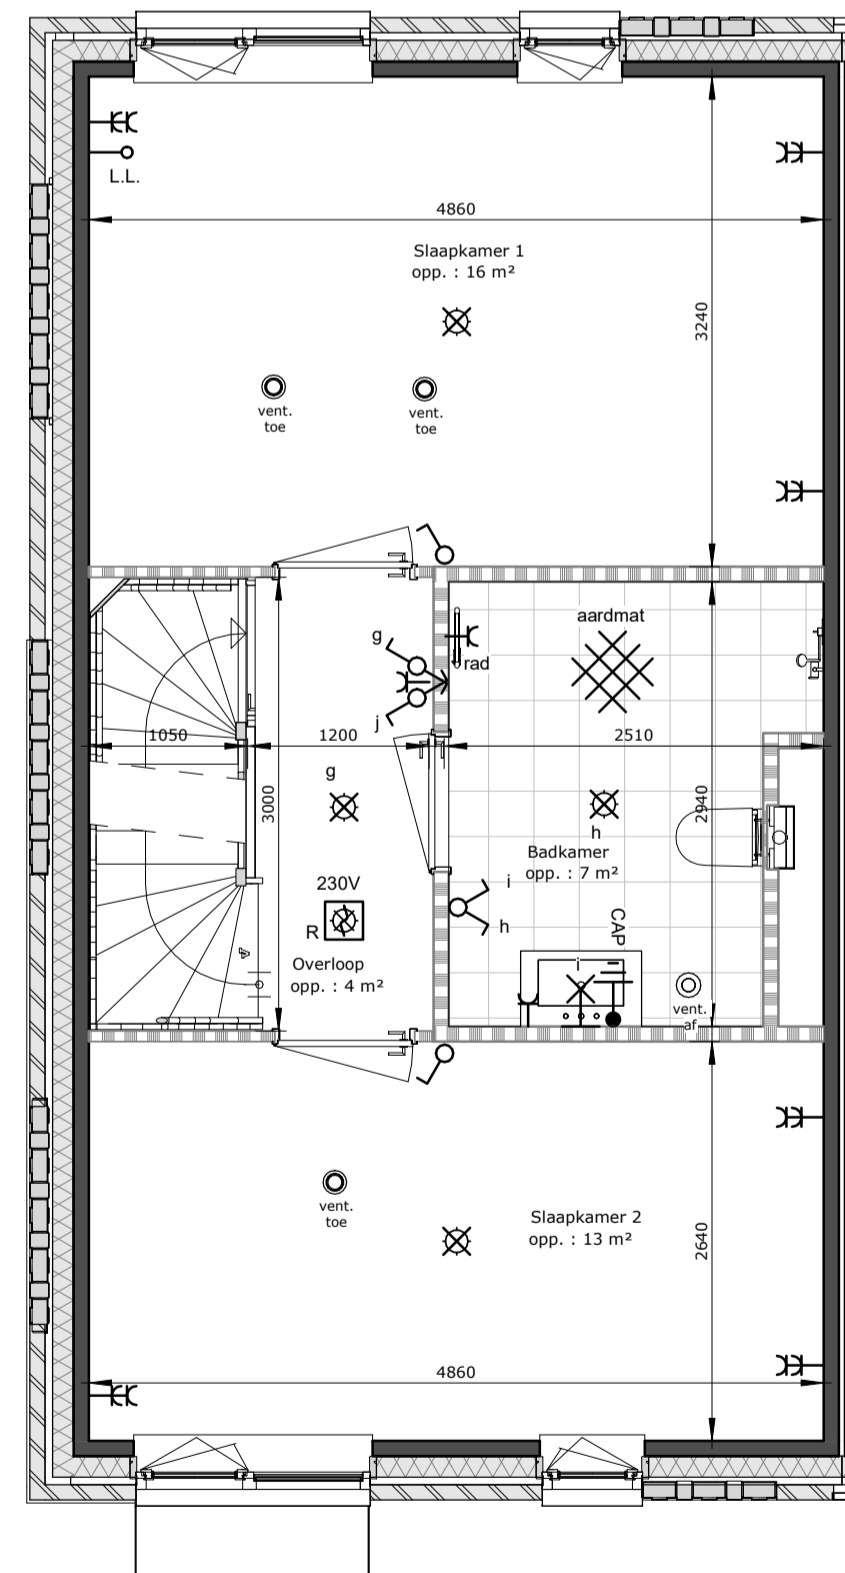 L.L.
4860
Slaapkamer 1
opp. : 16 m²
3240
vent.
toe
vent.
toe
aardmat
g
rad
j
1050
1200
2510
g
3000
2940
h
Badkamer
opp. : 7 m²
230V
i
h
R
CAP
Overloop
opp. : 4 m²
i
vent.
af
vent.
toe
Slaapkamer 2
opp. : 13 m²
2640
4860